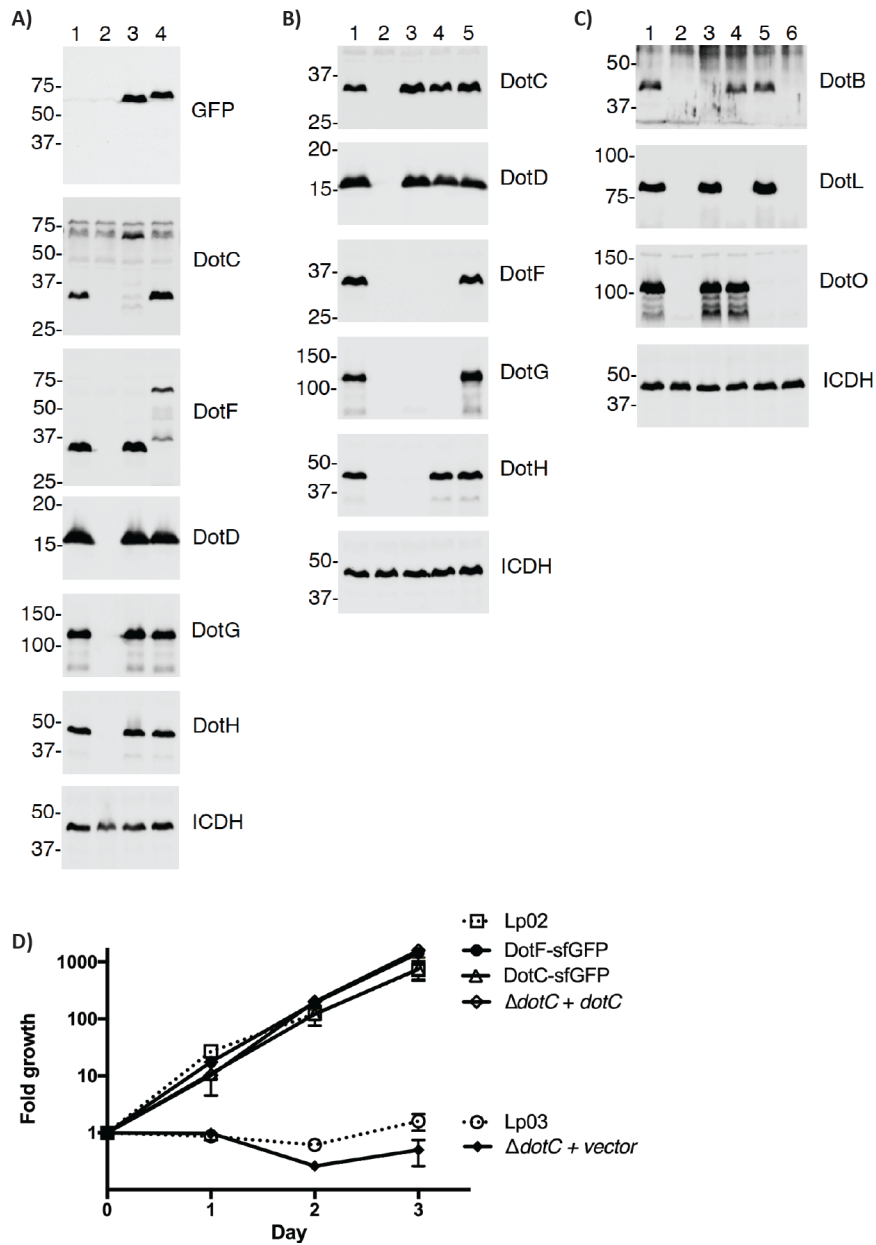 A)
1 2 3 4
75-
50-
37-
GFP
75-
50-
37-
25-
DotC
75-
50-
37-
25-
DotF
20-
15-
DotD
150-
100-
DotG
50-
37-
DotH
50-
37-
ICDH
B)
1 2 3 4 5
37-
25-
DotC
20-
15-
DotD
37-
25-
DotF
150-
100-
DotG
50-
37-
DotH
50-
37-
ICDH
C)
1 2 3 4 5 6
50-
37-
DotB
100-
75-
DotL
150-
100-
DotO
50-
37-
ICDH
D)
Fold growth
1000
100
10
1
0 1 2 3
Day
Lp02
DotF-sfGFP
DotC-sfGFP
ΔdotC + dotC
Lp03
ΔdotC + vector